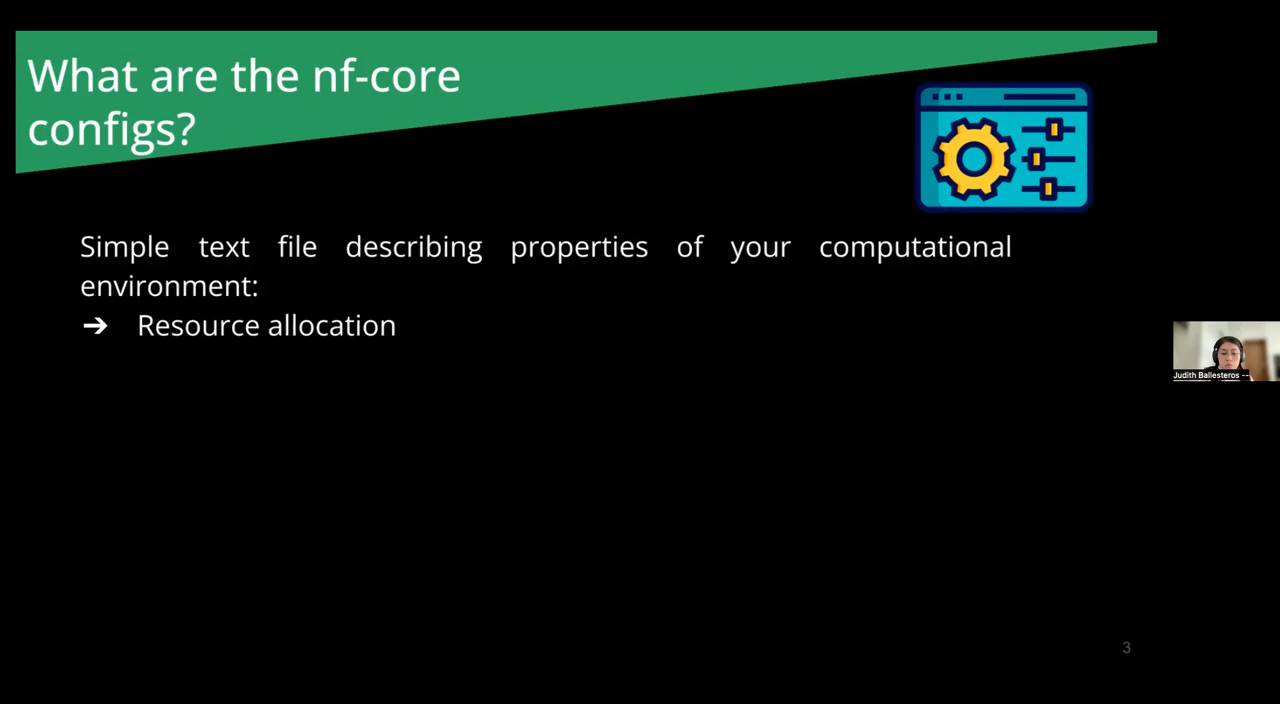 What are the nf-core
configs?
Simple text file describing properties of your computational
environment:
➔ Resource allocation
Judith Ballesteros --
3